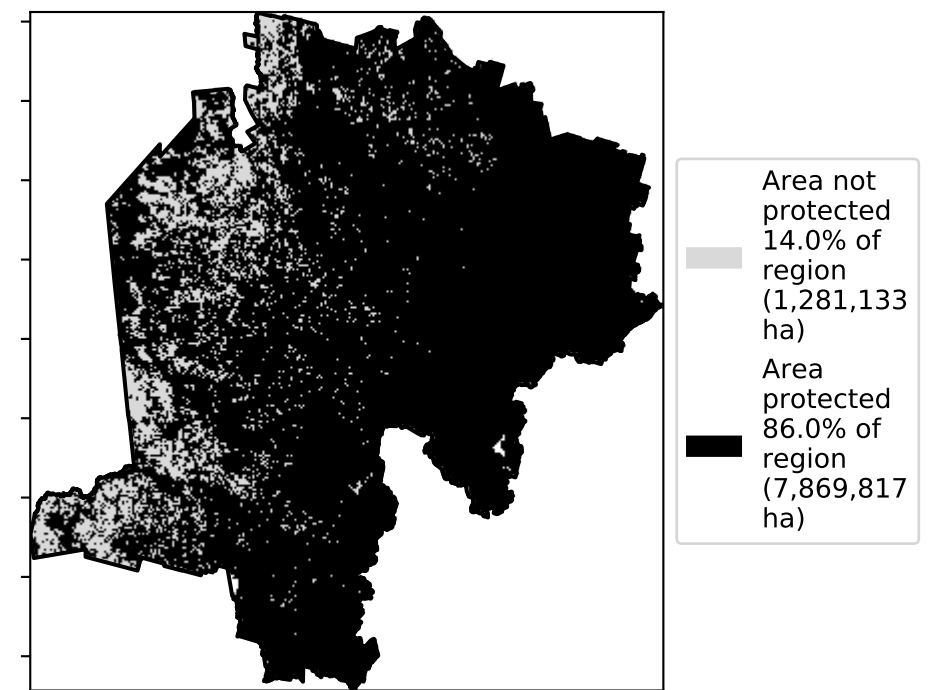 Area not
protected
14.0% of
region
(1,281,133
ha)
Area
protected
86.0% of
region
(7,869,817
ha)